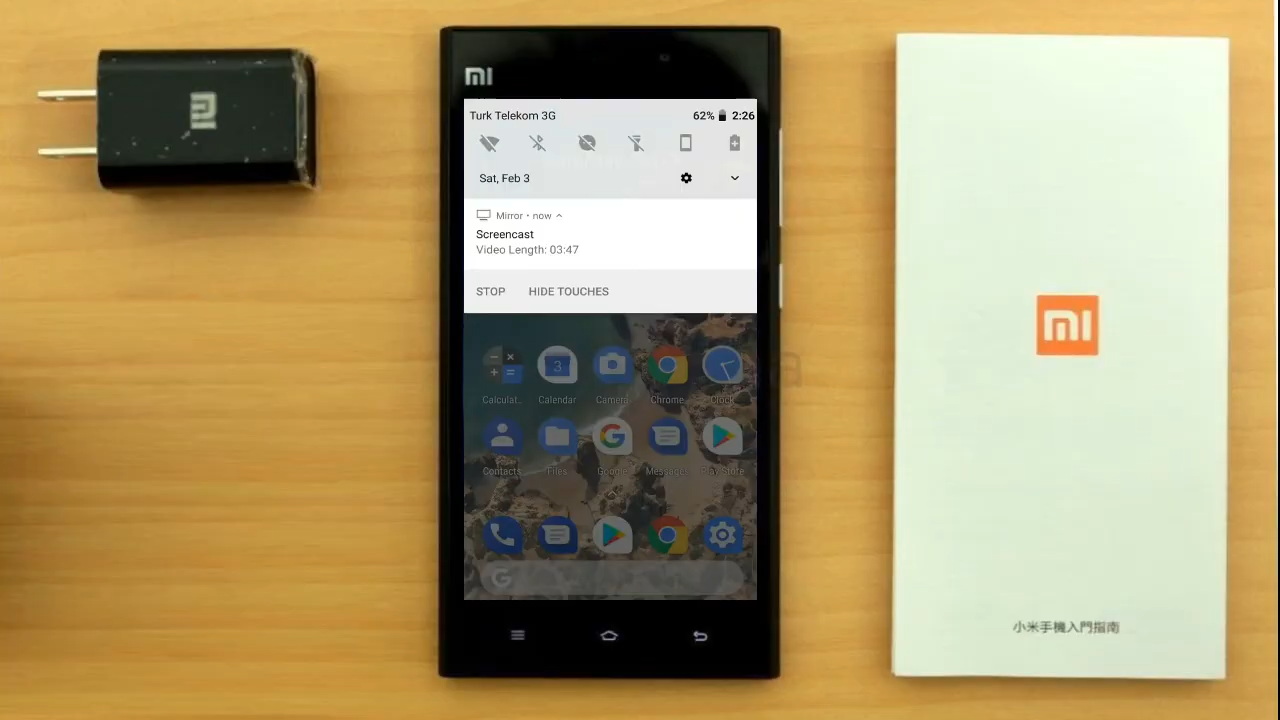 mi
mi
Turk Telekom 3G 62% 2:26
Sat, Feb 3
Mirror • now
Screencast
Video Length: 03:47
STOP HIDE TOUCHES
3
Calculat.. Calendar Camera Chrome Clock
Contacts Files Google Message. Play Store
G
mi
小米手機入門指南